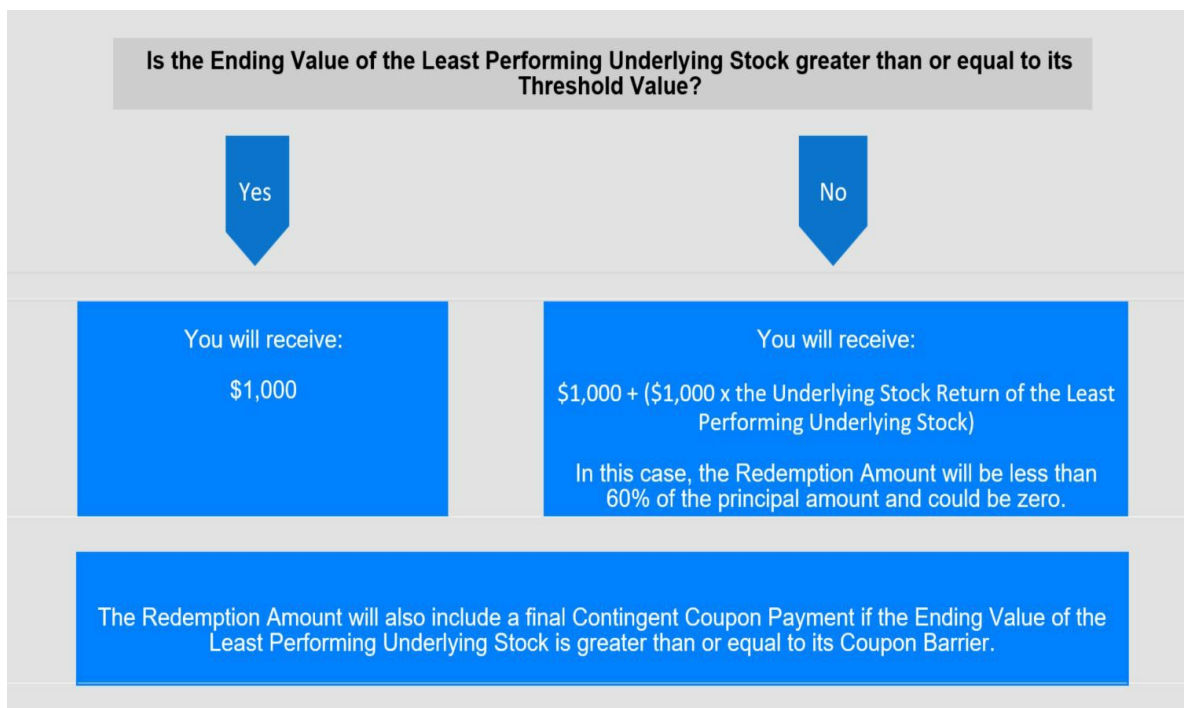 Is the Ending Value of the Least Performing Underlying Stock greater than or equal to its
Threshold Value?
Yes
No
You will receive:
$1,000
You will receive:
$1,000 + ($1,000 x the Underlying Stock Return of the Least
Performing Underlying Stock)
In this case, the Redemption Amount will be less than
60% of the principal amount and could be zero.
The Redemption Amount will also include a final Contingent Coupon Payment if the Ending Value of the
Least Performing Underlying Stock is greater than or equal to its Coupon Barrier.